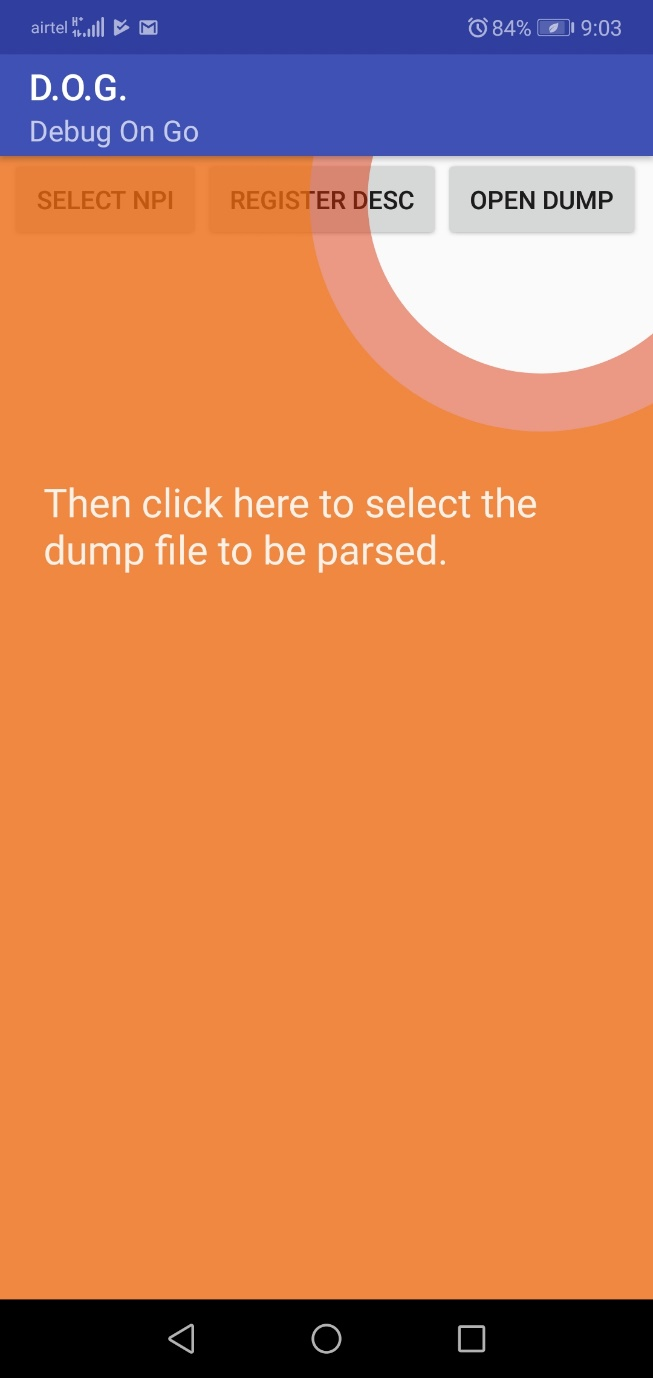 airtel H+ 84% 9:03
D.O.G.
Debug On Go
SELECT NPI REGISTER DESC OPEN DUMP
Then click here to select the
dump file to be parsed.